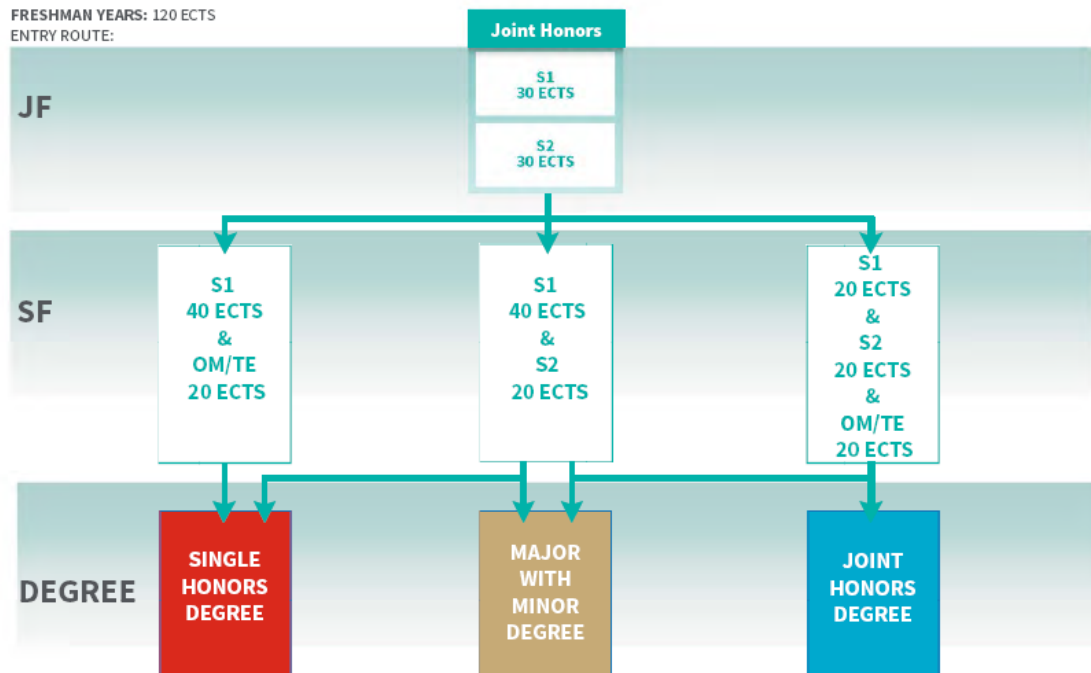 FRESHMAN YEARS: 120 ECTS
ENTRY ROUTE:
Joint Honors
JF
S1
30 ECTS
S2
30 ECTS
SF
S1
40 ECTS
&
OM/TE
20 ECTS
S1
40 ECTS
&
S2
20 ECTS
S1
20 ECTS
&
S2
20 ECTS
&
OM/TE
20 ECTS
DEGREE
SINGLE
HONORS
DEGREE
MAJOR
WITH
MINOR
DEGREE
JOINT
HONORS
DEGREE